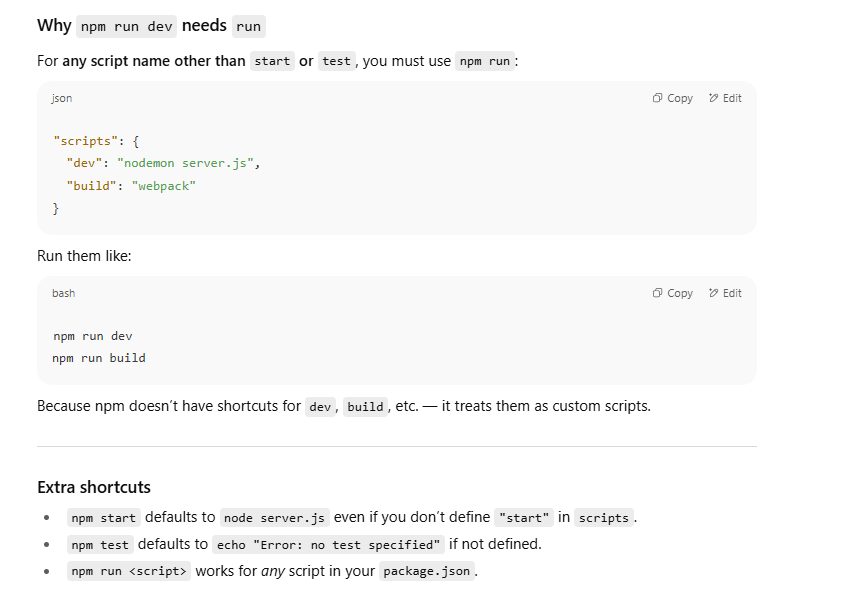 Why npm run dev needs run
For any script name other than start or test, you must use npm run:
json
Copy Edit
"scripts": {
"dev": "nodemon server.js",
"build": "webpack"
}
Run them like:
bash
Copy Edit
npm run dev
npm run build
Because npm doesn't have shortcuts for dev, build, etc. — it treats them as custom scripts.
Extra shortcuts
• npm start defaults to node server.js even if you don't define "start" in scripts.
• npm test defaults to echo "Error: no test specified" if not defined.
• npm run <script> works for any script in your package.json.